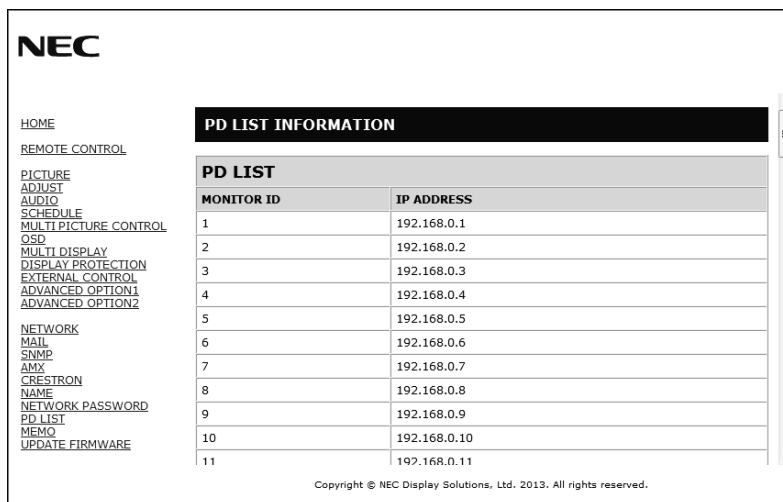 NEC
HOME
REMOTE CONTROL
PICTURE
ADJUST
AUDIO
SCHEDULE
MULTI PICTURE CONTROL
OSD
MULTI DISPLAY
DISPLAY PROTECTION
EXTERNAL CONTROL
ADVANCED OPTION1
ADVANCED OPTION2
NETWORK
MAIL
SNMP
AMX
CRESTRON
NAME
NETWORK PASSWORD
PD LIST
MEMO
UPDATE FIRMWARE
PD LIST INFORMATION
PD LIST
MONITOR ID IP ADDRESS
1 192.168.0.1
2 192.168.0.2
3 192.168.0.3
4 192.168.0.4
5 192.168.0.5
6 192.168.0.6
7 192.168.0.7
8 192.168.0.8
9 192.168.0.9
10 192.168.0.10
11 192.168.0.11
Copyright © NEC Display Solutions, Ltd. 2013. All rights reserved.